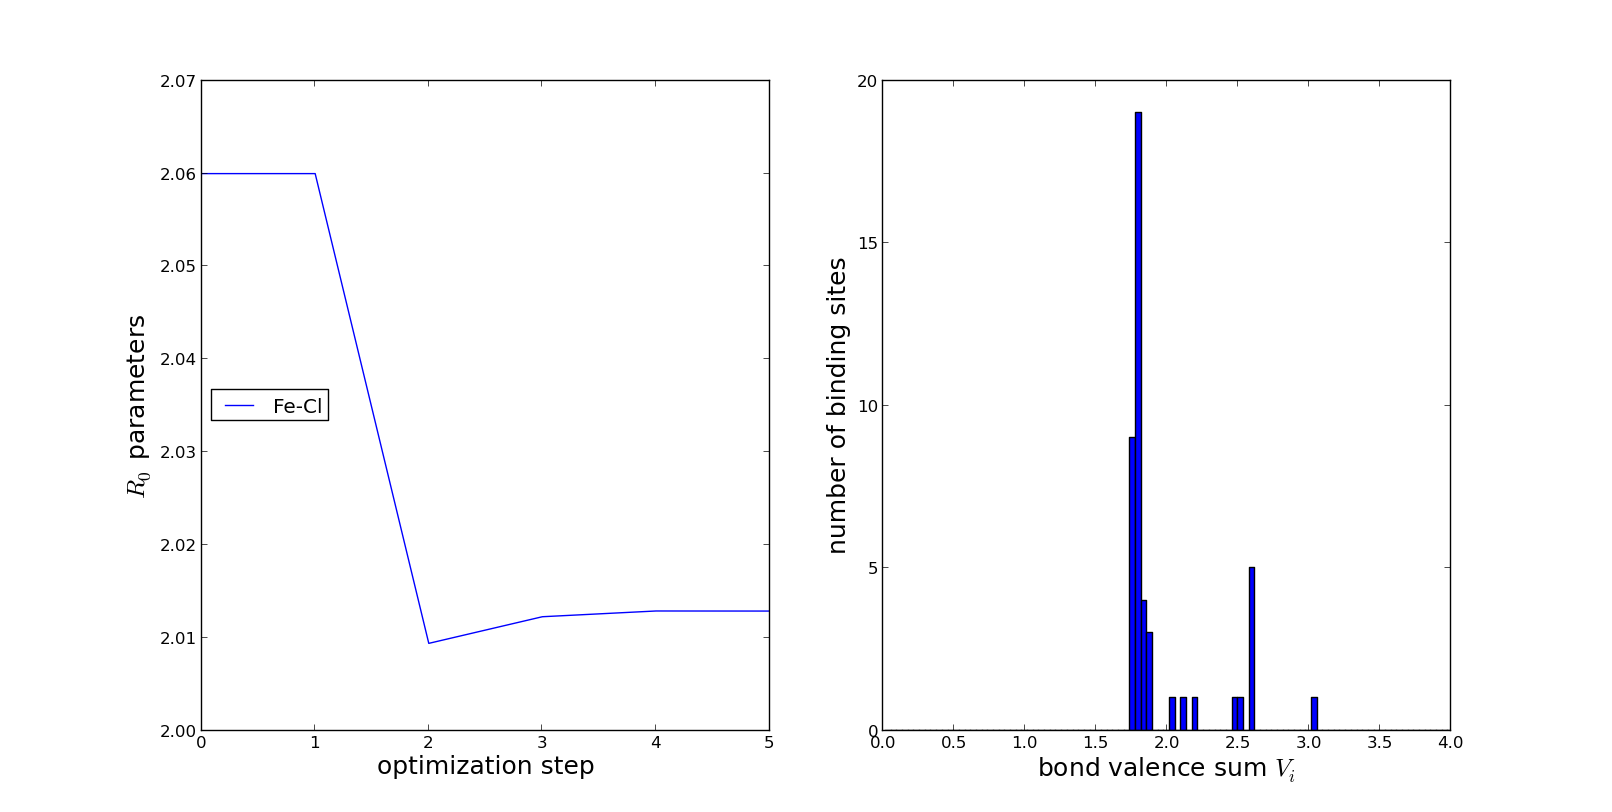 2.07
2.06
2.05
2.04
2.03
2.02
2.01
2.00
R₀ parameters
Fe-Cl
0 1 2 3 4 5
optimization step
20
15
10
5
0
number of binding sites
0.0 0.5 1.0 1.5 2.0 2.5 3.0 3.5 4.0
bond valence sum Vᵢ